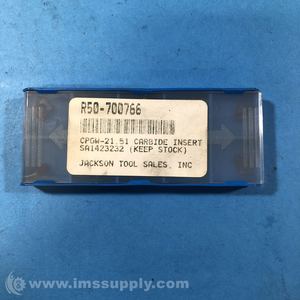 R50-700766
CPGW-21.51 CARBIDE INSERT
SA1423232 (KEEP STOCK)
JACKSON TOOL SALES, INC
© www.imssupply.com